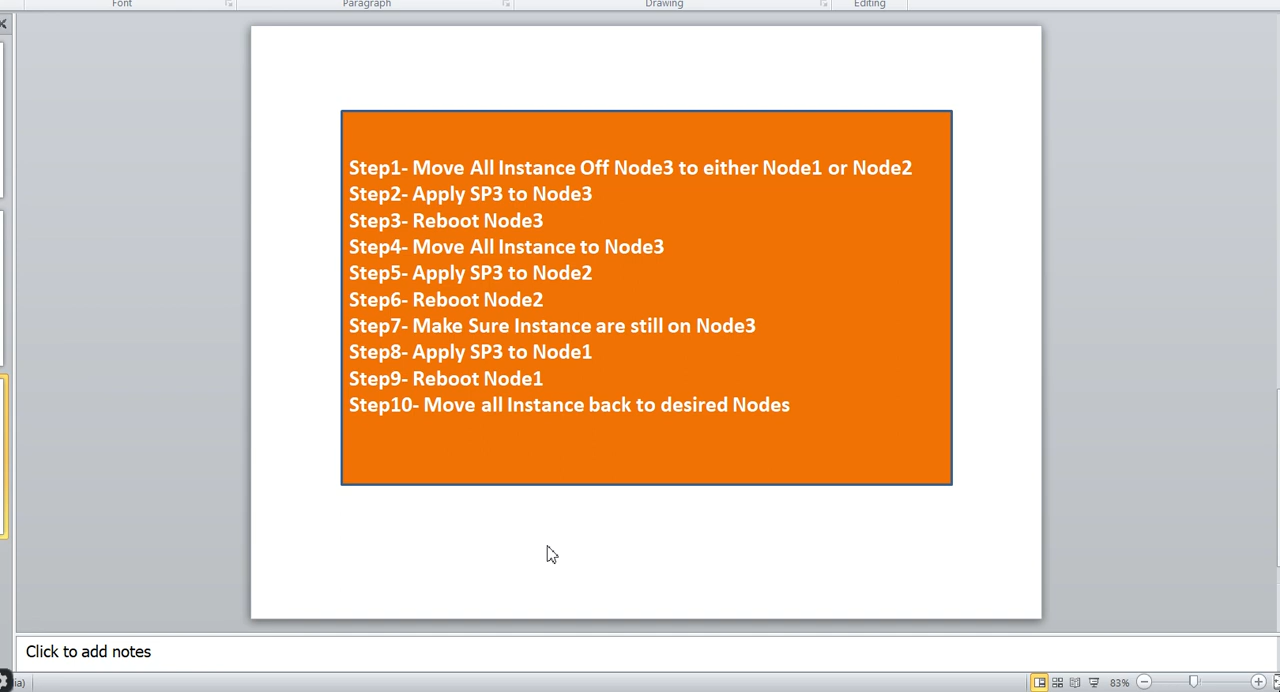 Font Paragraph Drawing Editing
Step1- Move All Instance Off Node3 to either Node1 or Node2
Step2- Apply SP3 to Node3
Step3- Reboot Node3
Step4- Move All Instance to Node3
Step5- Apply SP3 to Node2
Step6- Reboot Node2
Step7- Make Sure Instance are still on Node3
Step8- Apply SP3 to Node1
Step9- Reboot Node1
Step10- Move all Instance back to desired Nodes
Click to add notes
ia) 83%